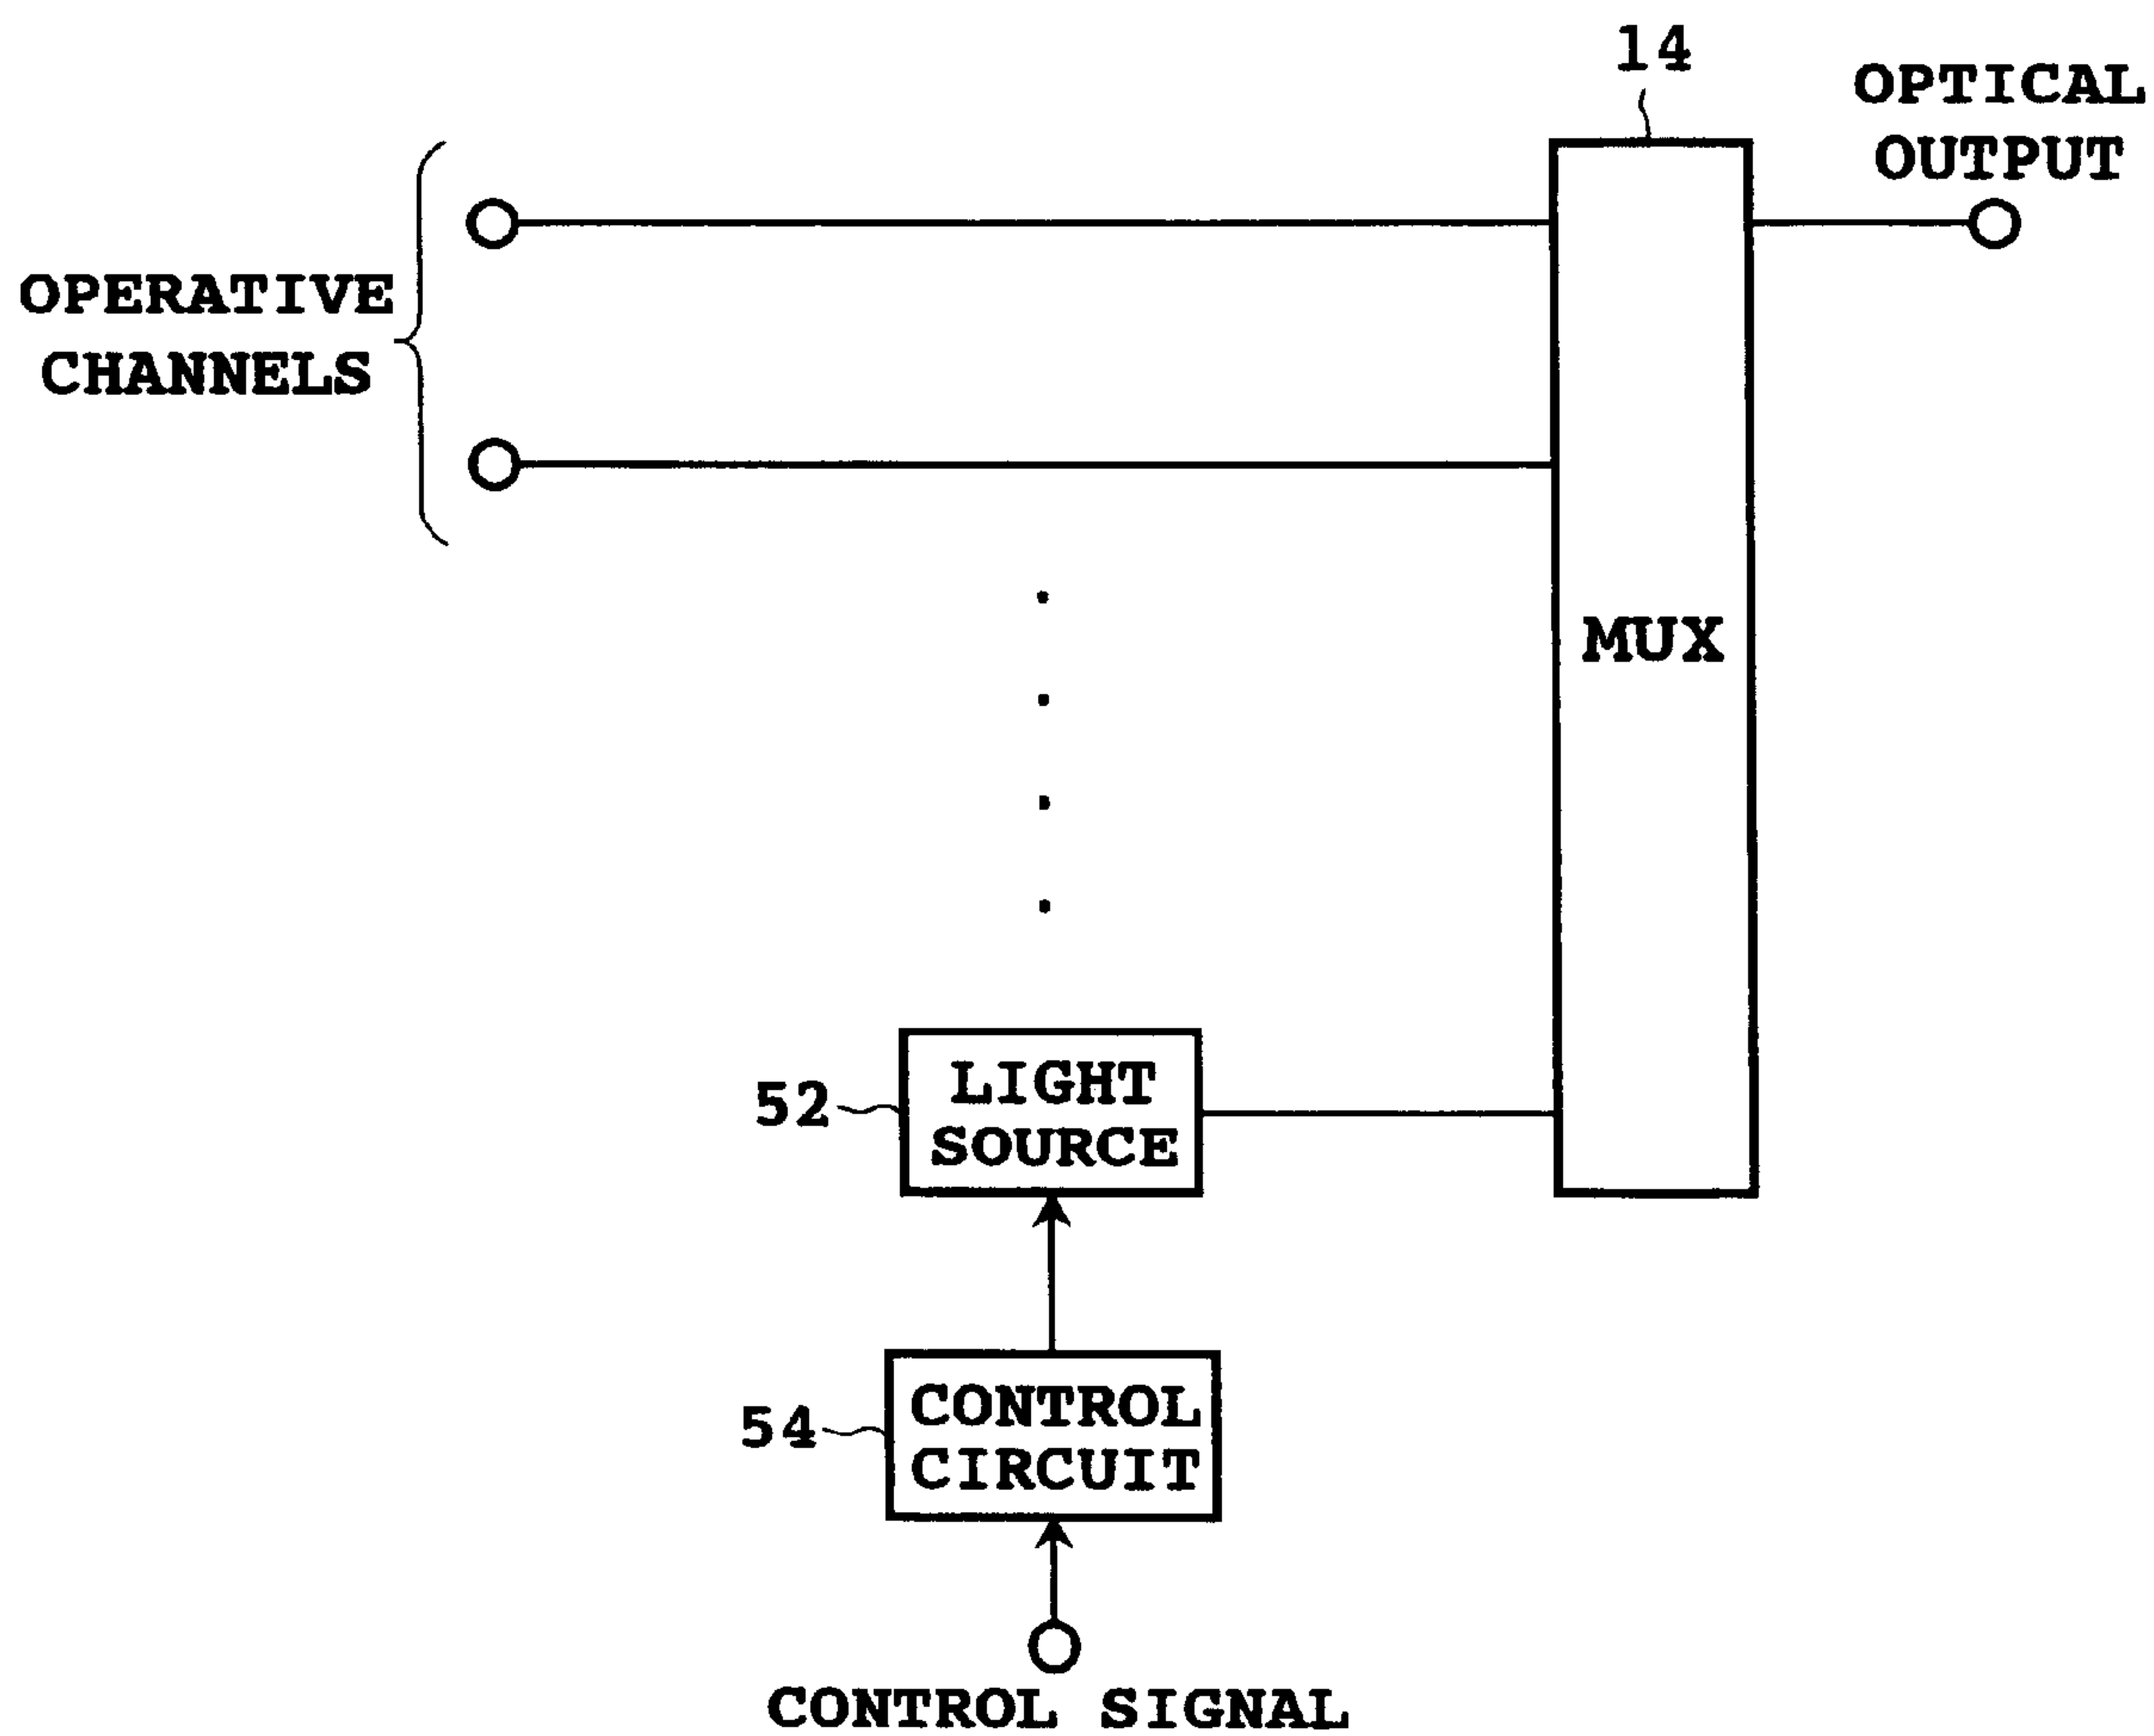 14
OPTICAL
OUTPUT
OPERATIVE
CHANNELS
MUX
52
LIGHT
SOURCE
54
CONTROL
CIRCUIT
CONTROL SIGNAL